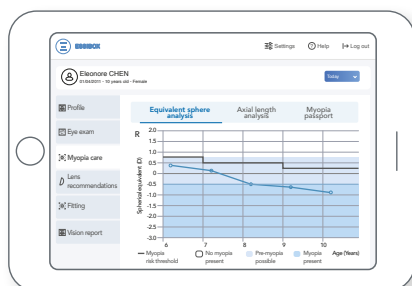 ESSIBOX
Settings
Help
Log out
Eleonore CHEN
01/04/2011 - 10 years old - Female
Today
Profile
Eye exam
Myopia care
Lens
recommendations
Fitting
Vision report
Equivalent sphere
analysis
Axial length
analysis
Myopia
passport
R
Spherical equivalent (D)
2.0
1.5
1.0
0.5
0
-0.5
-1.0
-1.5
-2.0
-2.5
-3.0
6 7 8 9 10
Age (Years)
Myopia
risk threshold
No myopia
present
Pre-myopia
possible
Myopia
present